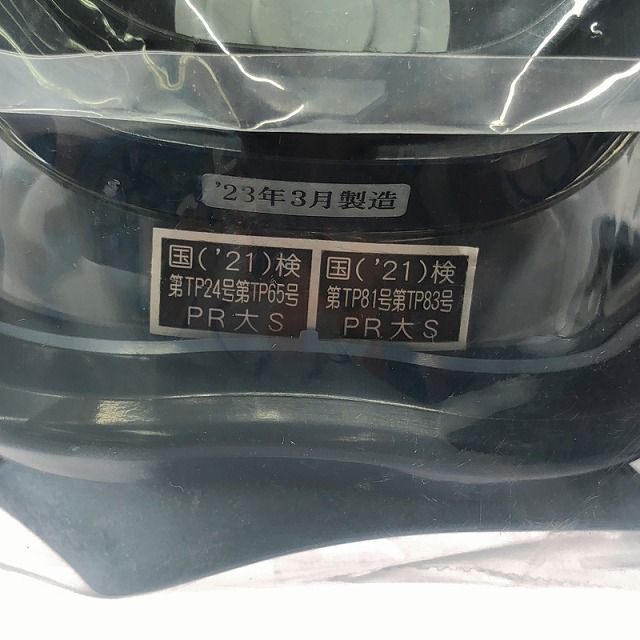 '23年3月製造
国('21)検
第TP24号第TP65号
PR大S
国('21)検
第TP81号第TP83号
PR大S